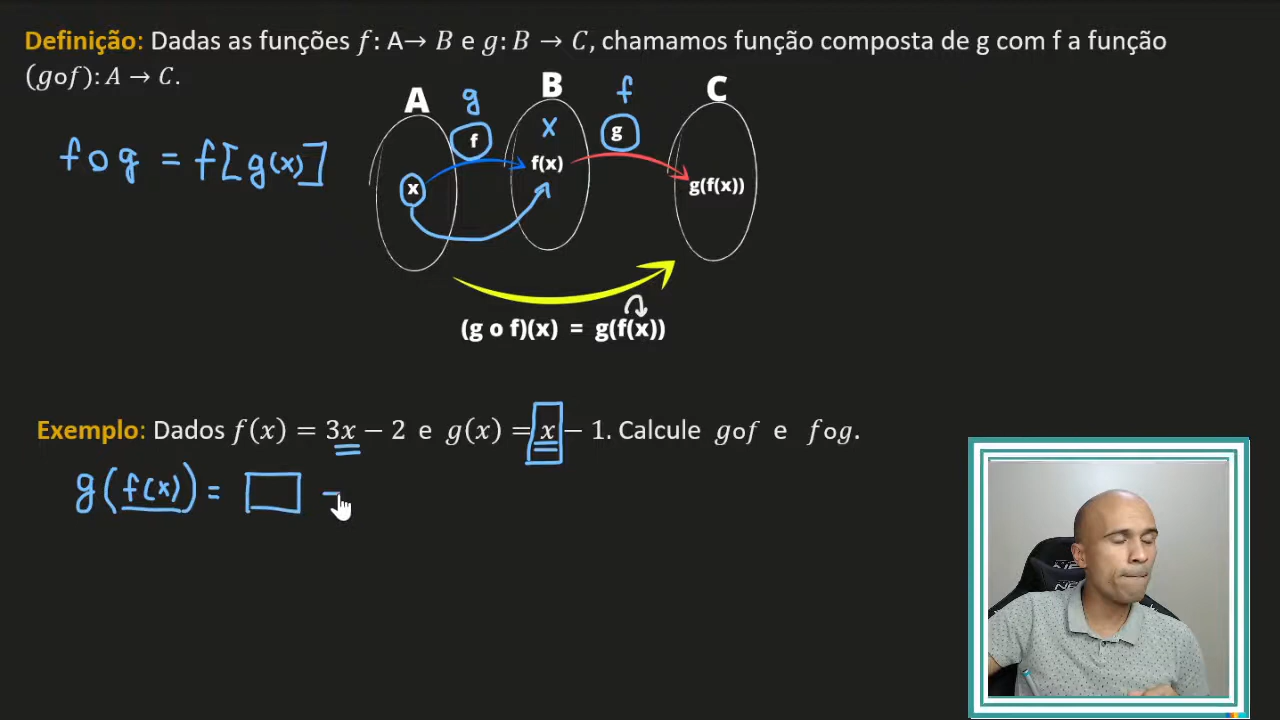 Definição: Dadas as funções f: A→ B e g: B → C, chamamos função composta de g com f a função
(gof): A → C.
A g B f C
f x g
fog = f[g(x)]
f(x)
x g(f(x))
(g o f)(x) = g(f(x))
Exemplo: Dados f(x) = 3x − 2 e g(x) = x − 1. Calcule gof e fog.
g(f(x)) = □ −